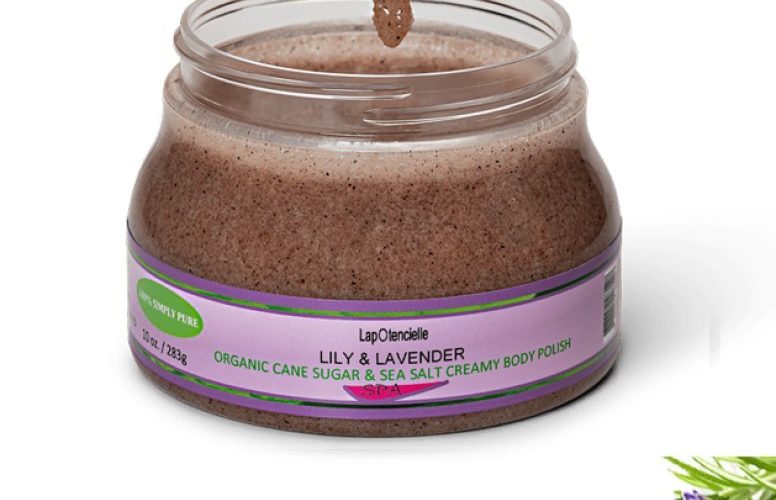 100% SIMPLY PURE
10 oz. / 283g
LapOtencielle
LILY & LAVENDER
ORGANIC CANE SUGAR & SEA SALT CREAMY BODY POLISH
SPA